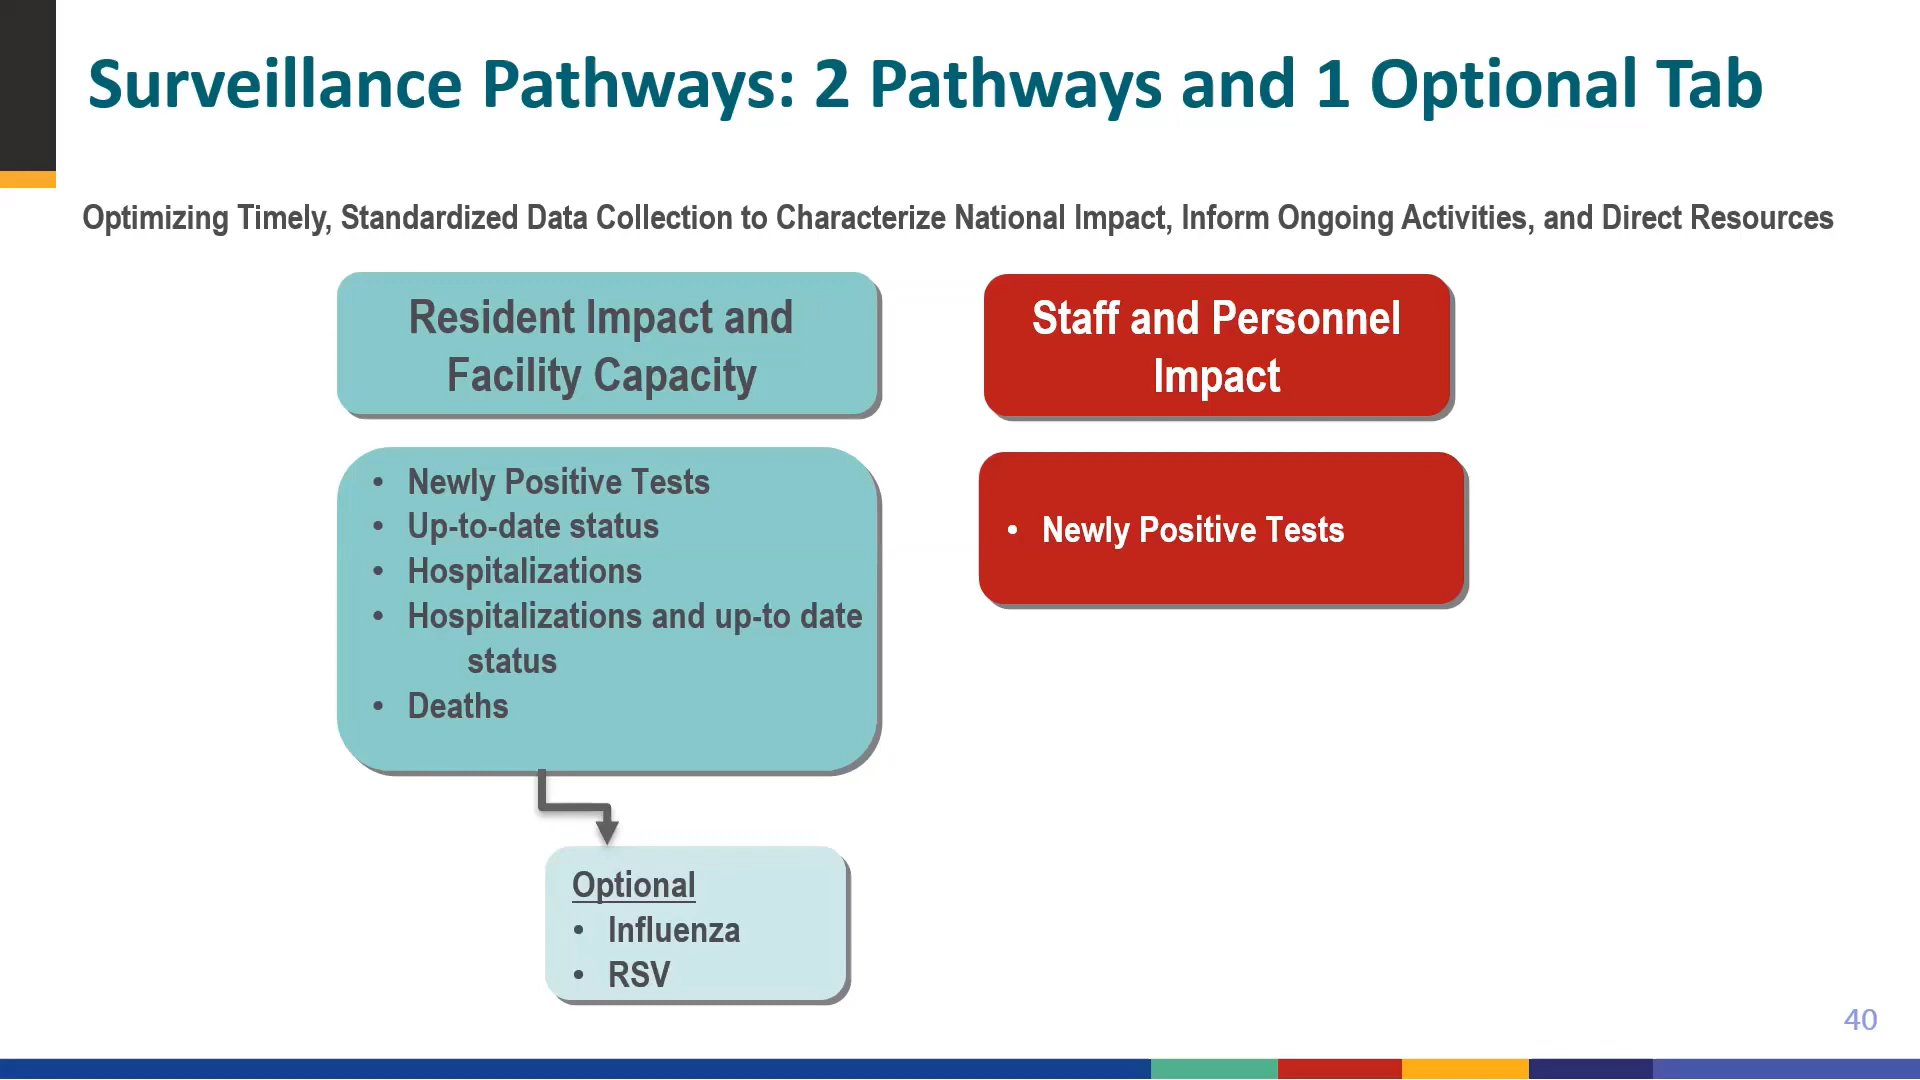 Surveillance Pathways: 2 Pathways and 1 Optional Tab
Optimizing Timely, Standardized Data Collection to Characterize National Impact, Inform Ongoing Activities, and Direct Resources
Resident Impact and
Facility Capacity
• Newly Positive Tests
• Up-to-date status
• Hospitalizations
• Hospitalizations and up-to date
status
• Deaths
Optional
• Influenza
• RSV
Staff and Personnel
Impact
• Newly Positive Tests
40